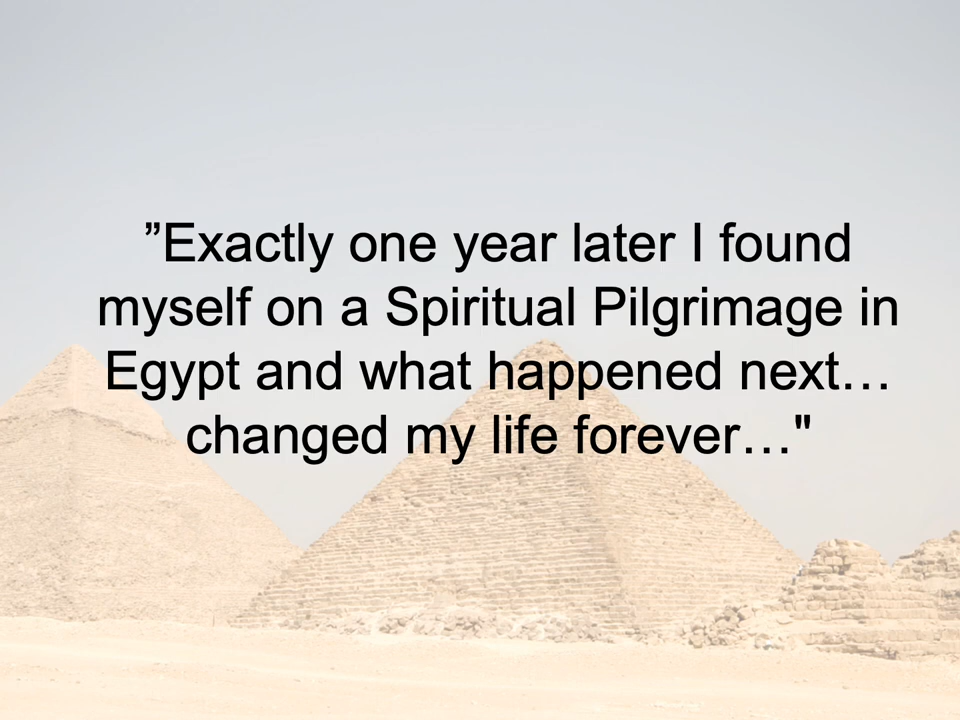 ”Exactly one year later I found
myself on a Spiritual Pilgrimage in
Egypt and what happened next…
changed my life forever…"